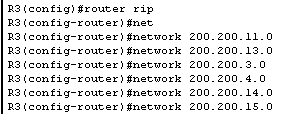 R3(config)#router rip
R3(config-router)#net
R3(config-router)#network 200.200.11.0
R3(config-router)#network 200.200.13.0
R3(config-router)#network 200.200.3.0
R3(config-router)#network 200.200.4.0
R3(config-router)#network 200.200.14.0
R3(config-router)#network 200.200.15.0